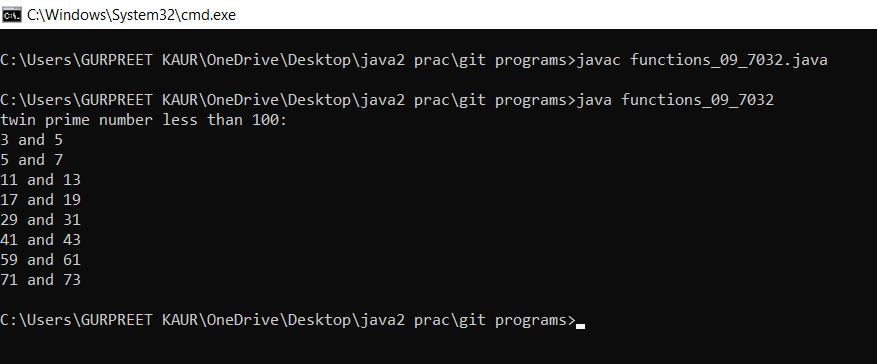 C:\Windows\System32\cmd.exe
C:\Users\GURPREET KAUR\OneDrive\Desktop\java2 prac\git programs>javac functions_09_7032.java
C:\Users\GURPREET KAUR\OneDrive\Desktop\java2 prac\git programs>java functions_09_7032
twin prime number less than 100:
3 and 5
5 and 7
11 and 13
17 and 19
29 and 31
41 and 43
59 and 61
71 and 73
C:\Users\GURPREET KAUR\OneDrive\Desktop\java2 prac\git programs>